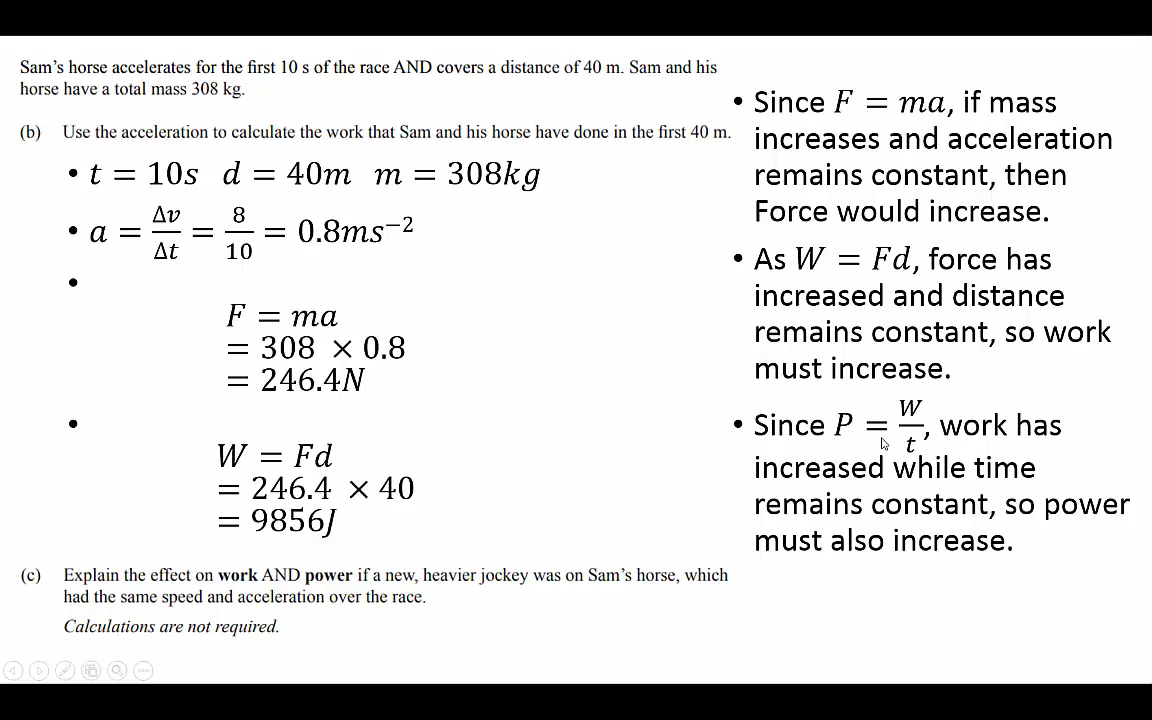 Sam's horse accelerates for the first 10 s of the race AND covers a distance of 40 m. Sam and his
horse have a total mass 308 kg.
(b) Use the acceleration to calculate the work that Sam and his horse have done in the first 40 m.
• t = 10s d = 40m m = 308kg
• a = Δv/Δt = 8/10 = 0.8ms⁻²
•
F = ma
= 308 × 0.8
= 246.4N
•
W = Fd
= 246.4 × 40
= 9856J
(c) Explain the effect on work AND power if a new, heavier jockey was on Sam's horse, which
had the same speed and acceleration over the race.
Calculations are not required.
• Since F = ma, if mass
increases and acceleration
remains constant, then
Force would increase.
• As W = Fd, force has
increased and distance
remains constant, so work
must increase.
• Since P = W/t, work has
increased while time
remains constant, so power
must also increase.